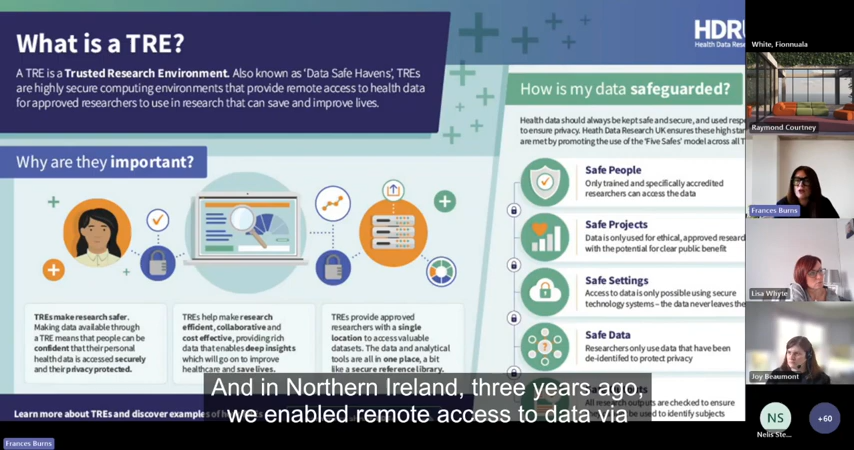 What is a TRE?
A TRE is a Trusted Research Environment. Also known as 'Data Safe Havens', TREs
are highly secure computing environments that provide remote access to health data
for approved researchers to use in research that can save and improve lives.
HDRU
Health Data Resea
Why are they important?
TREs make research safer.
Making data available through
a TRE means that people can be
confident that their personal
health data is accessed securely
and their privacy protected.
TREs help make research
efficient, collaborative and
cost effective, providing rich
data that enables deep insights
which will go on to improve
healthcare and save lives.
TREs provide approved
researchers with a single
location to access valuable
datasets. The data and analytical
tools are all in one place, a bit
like a secure reference library.
Learn more about TREs and discover examples of
How is my data safeguarded?
Health data should always be kept safe and secure, and used resp
to ensure privacy. Heath Data Research UK ensures these high stan
are met by promoting the use of the 'Five Safes' model across all T
Safe People
Only trained and specifically accredited
researchers can access the data
Safe Projects
Data is only used for ethical, approved research
with the potential for clear public benefit
Safe Settings
Access to data is only possible using secure
technology systems – the data never leaves the
Safe Data
Researchers only use data that have been
de-identifed to protect privacy
All research outputs are checked to ensure
be used to identify subjects
And in Northern Ireland, three years ago,
we enabled remote access to data via
Frances Burns
White, Fionnuala
Raymond Courtney
Frances Burns
Lisa Whyte
Joy Beaumont
NS
Nelis Ste...
+60